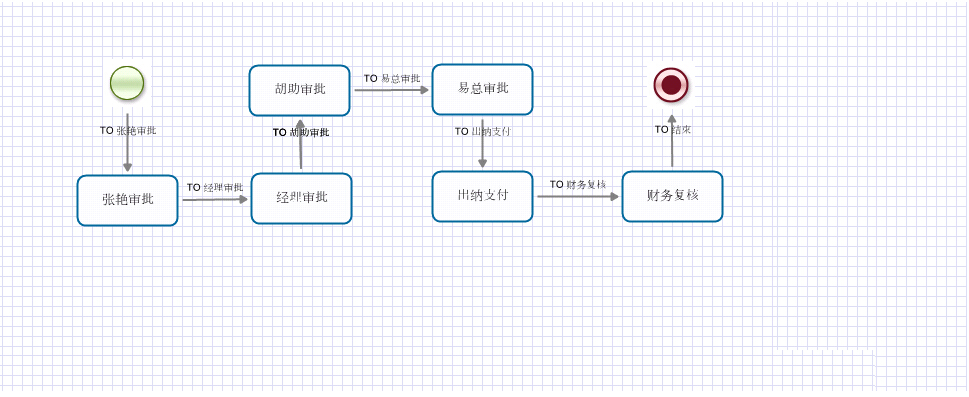 TO 张艳审批
张艳审批
TO 经理审批
经理审批
TO 胡助审批
胡助审批
TO 易总审批
易总审批
TO 出纳支付
出纳支付
TO 财务复核
财务复核
TO 结束